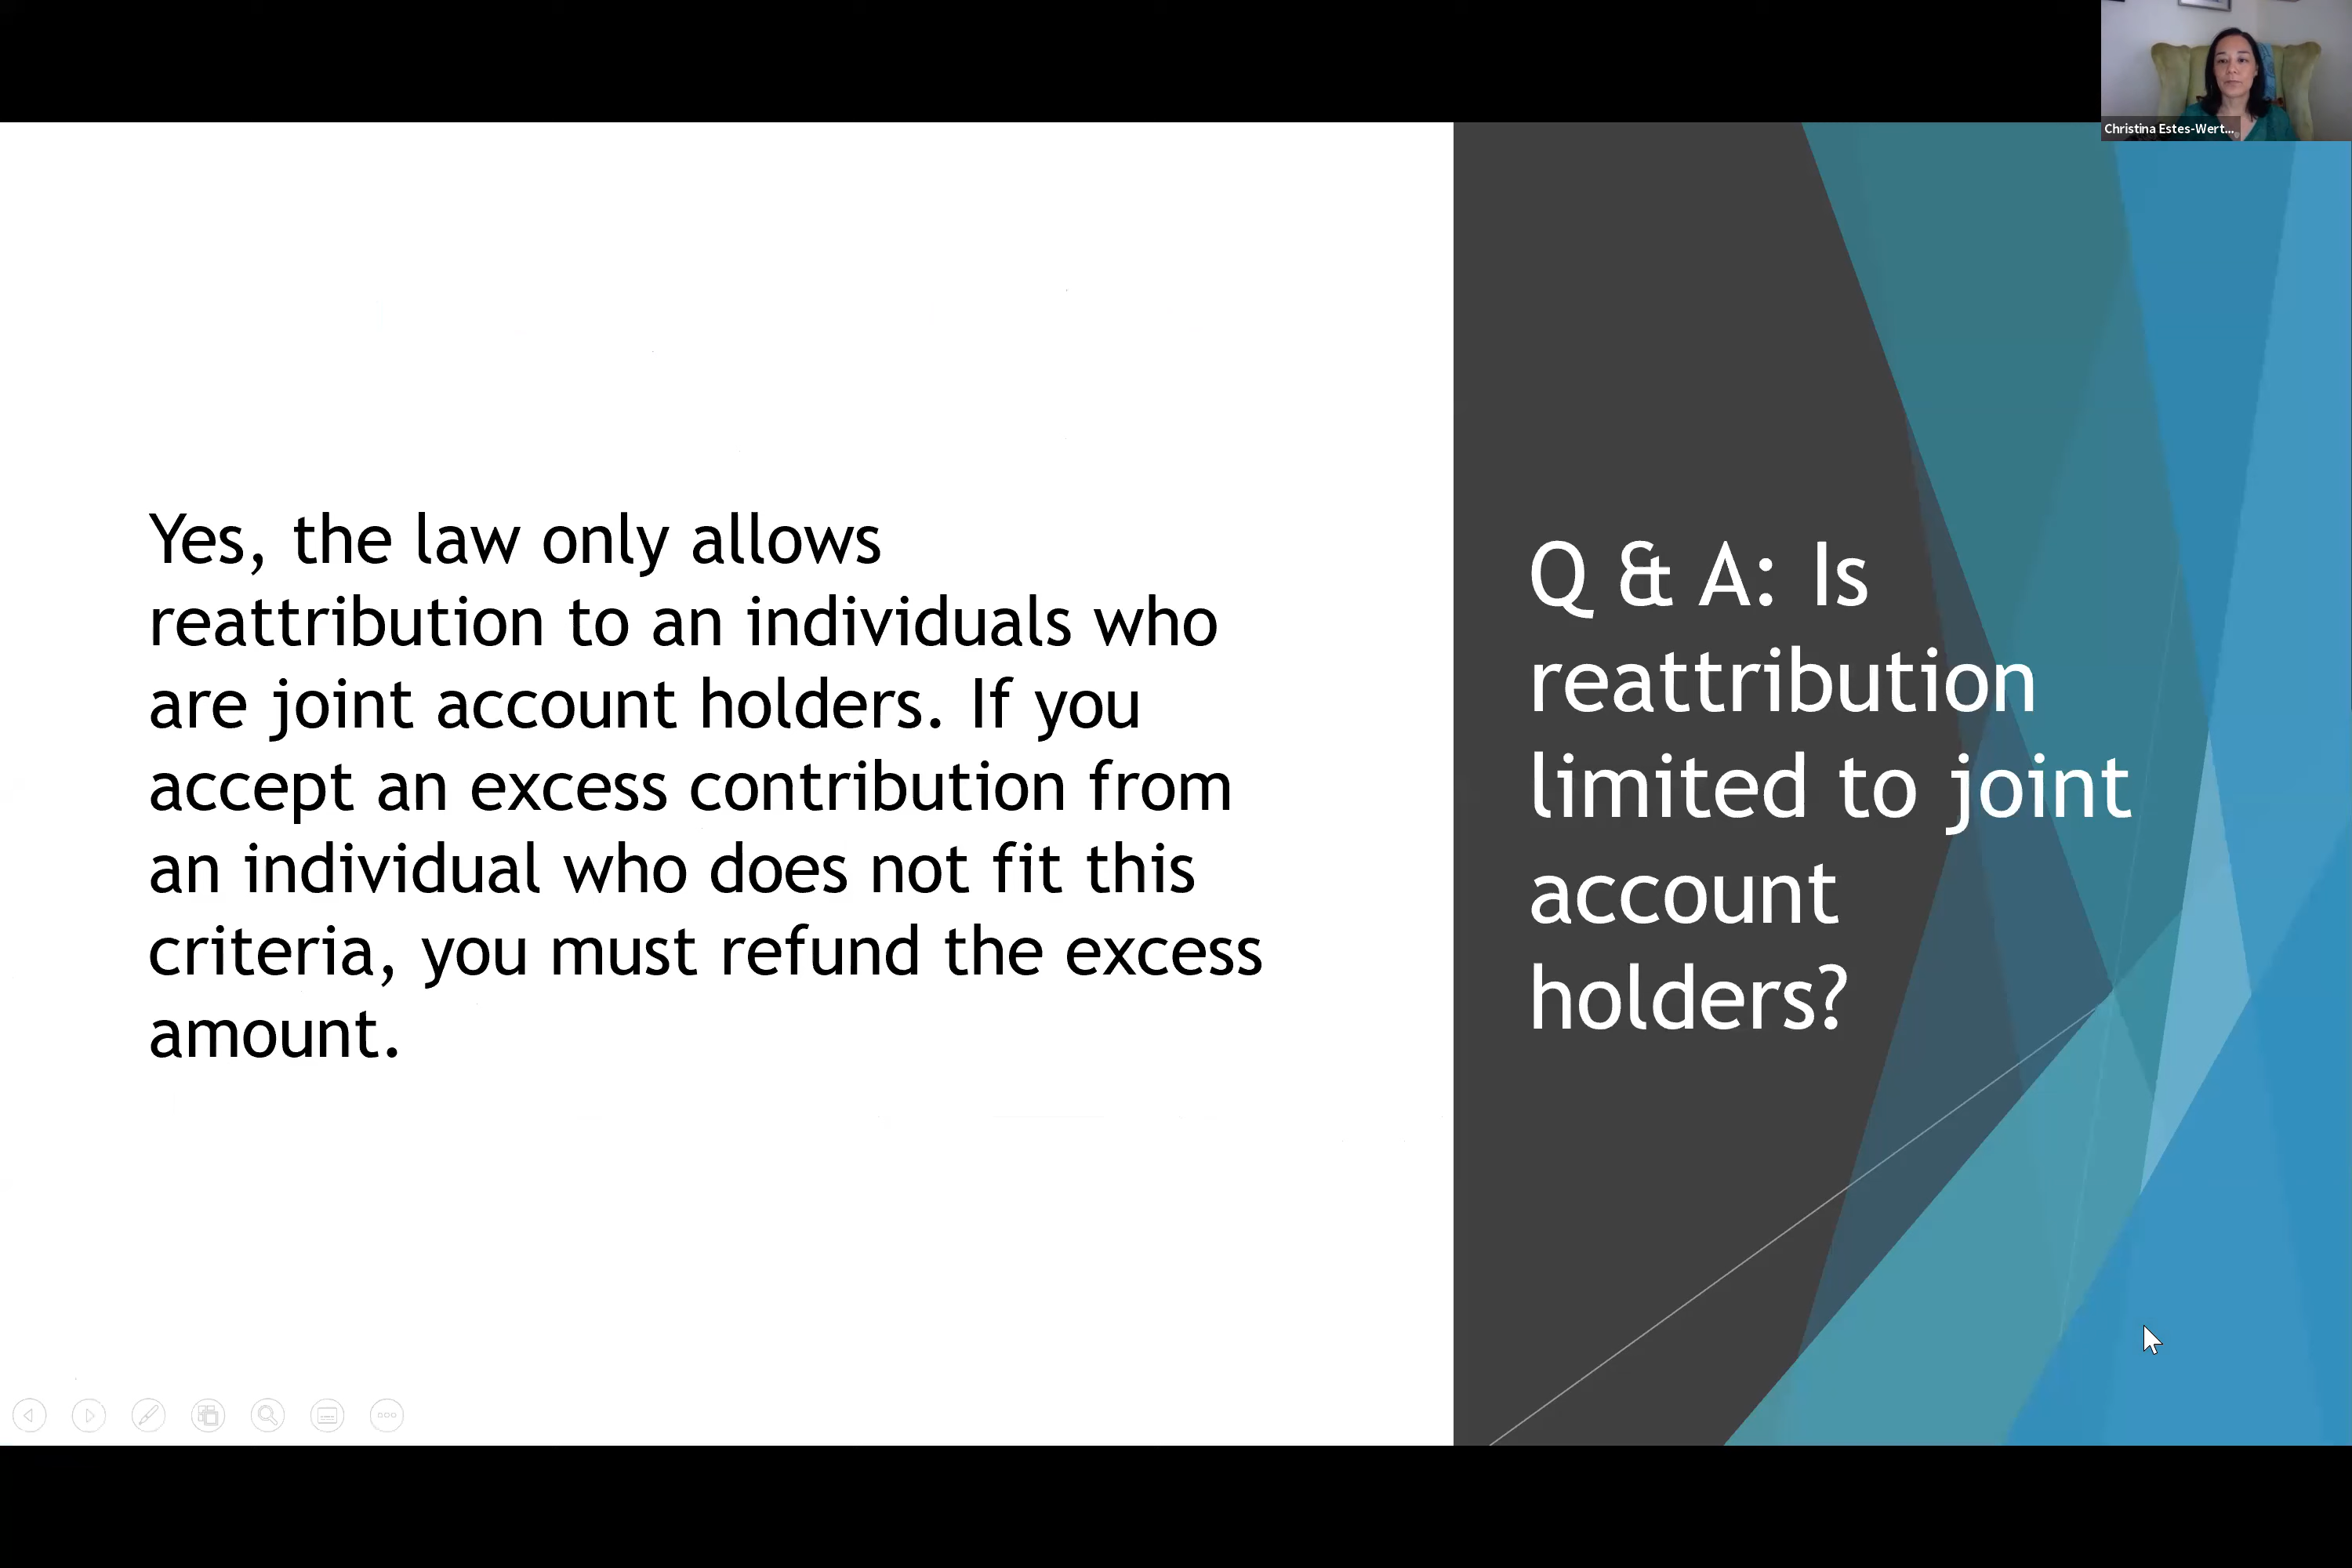 Christina Estes-Wert...
Yes, the law only allows
reattribution to an individuals who
are joint account holders. If you
accept an excess contribution from
an individual who does not fit this
criteria, you must refund the excess
amount.
Q & A: Is
reattribution
limited to joint
account
holders?